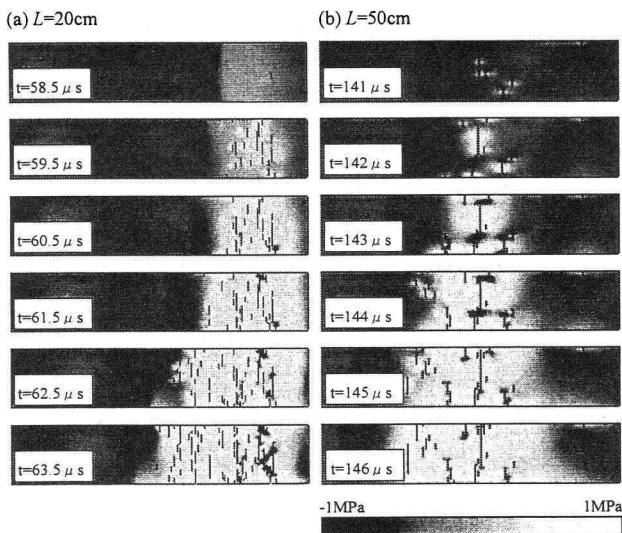 (a) L=20cm
(b) L=50cm
t=58.5 μ s
t=59.5 μ s
t=60.5 μ s
t=61.5 μ s
t=62.5 μ s
t=63.5 μ s
t=141 μ s
t=142 μ s
t=143 μ s
t=144 μ s
t=145 μ s
t=146 μ s
-1MPa
1MPa